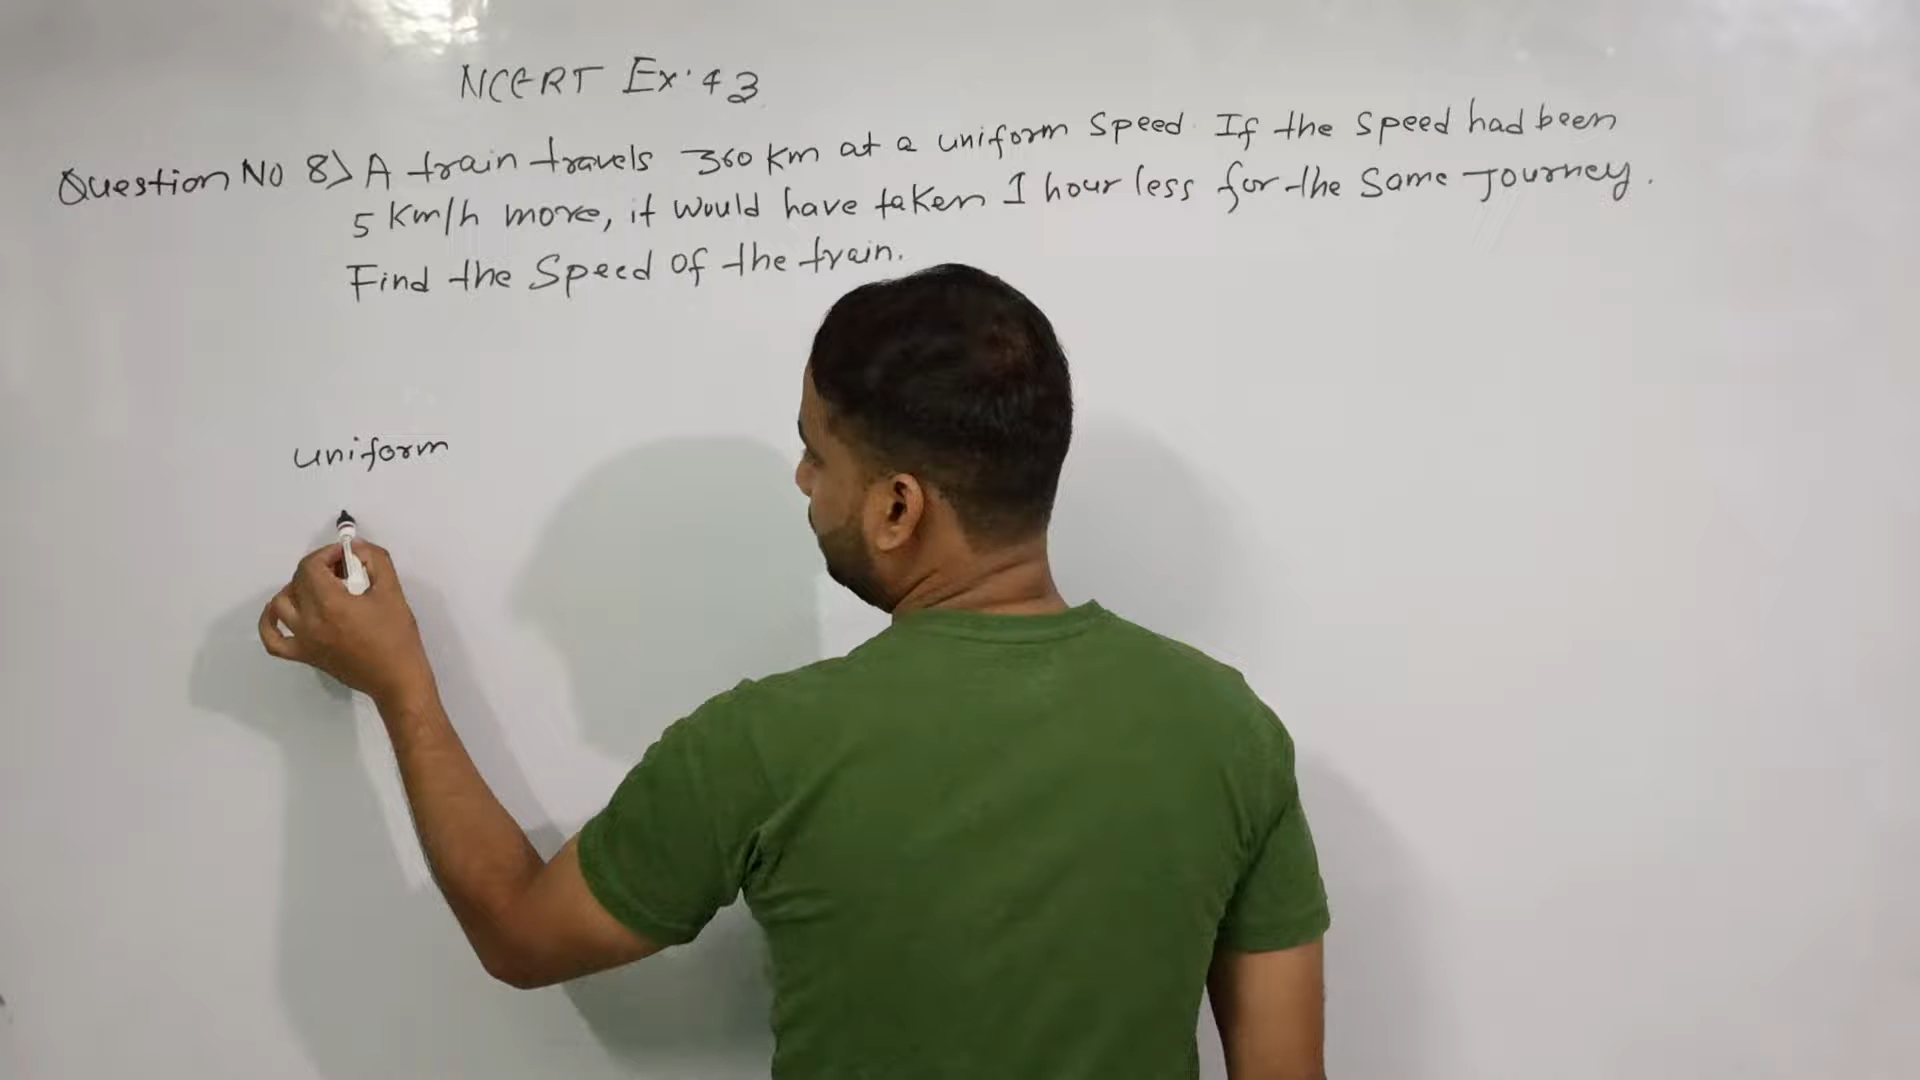 NCERT Ex. 4 3
Question No 8) A train travels 360 km at a uniform speed. If the speed had been
5 km/h more, it would have taken 1 hour less for the same Journey.
Find the Speed of the train.
uniform